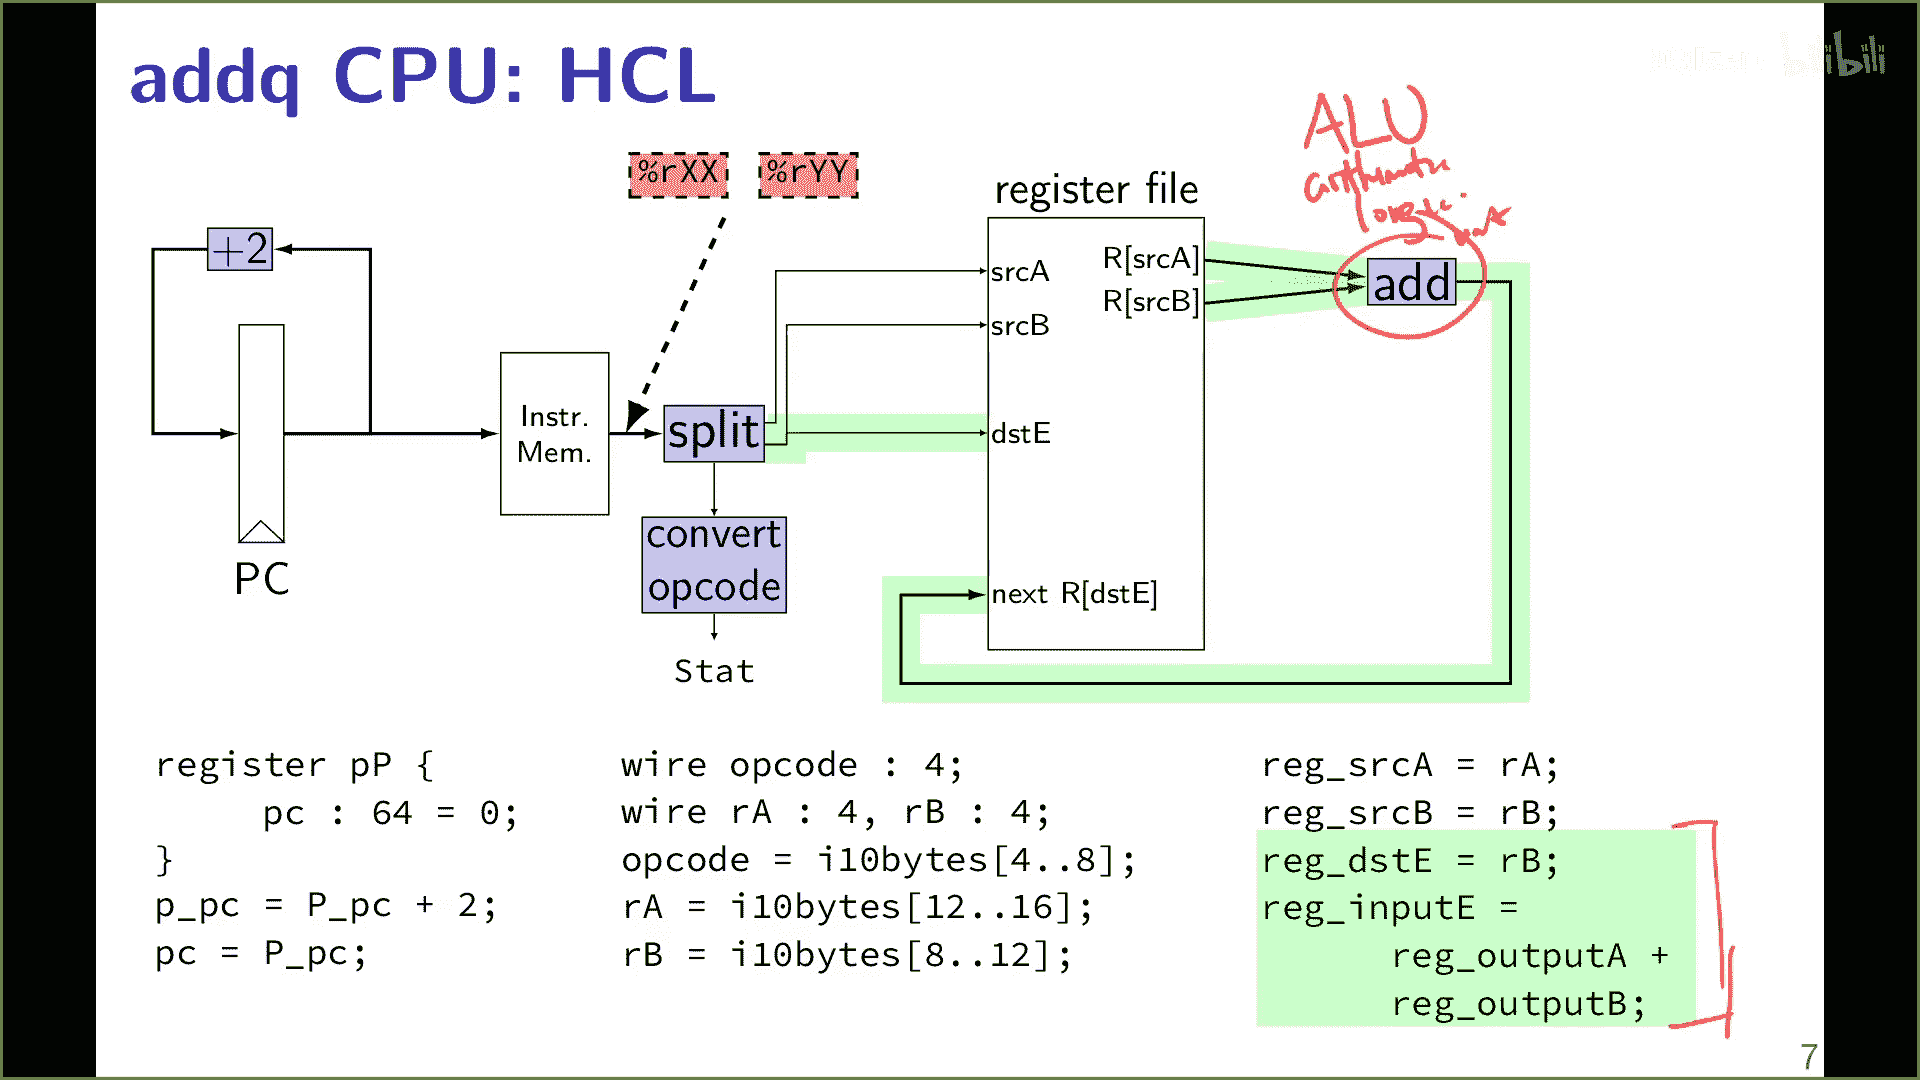 addq CPU: HCL
bilibili
ALU
arithmetic
logic
%rXX %rYY
register file
+2
srcA
R[srcA]
srcB
R[srcB]
add
Instr.
Mem.
split
dstE
convert
opcode
PC
next R[dstE]
Stat
register pP {
pc : 64 = 0;
}
p_pc = P_pc + 2;
pc = P_pc;
wire opcode : 4;
wire rA : 4, rB : 4;
opcode = i10bytes[4..8];
rA = i10bytes[12..16];
rB = i10bytes[8..12];
reg_srcA = rA;
reg_srcB = rB;
reg_dstE = rB;
reg_inputE =
reg_outputA +
reg_outputB;
7